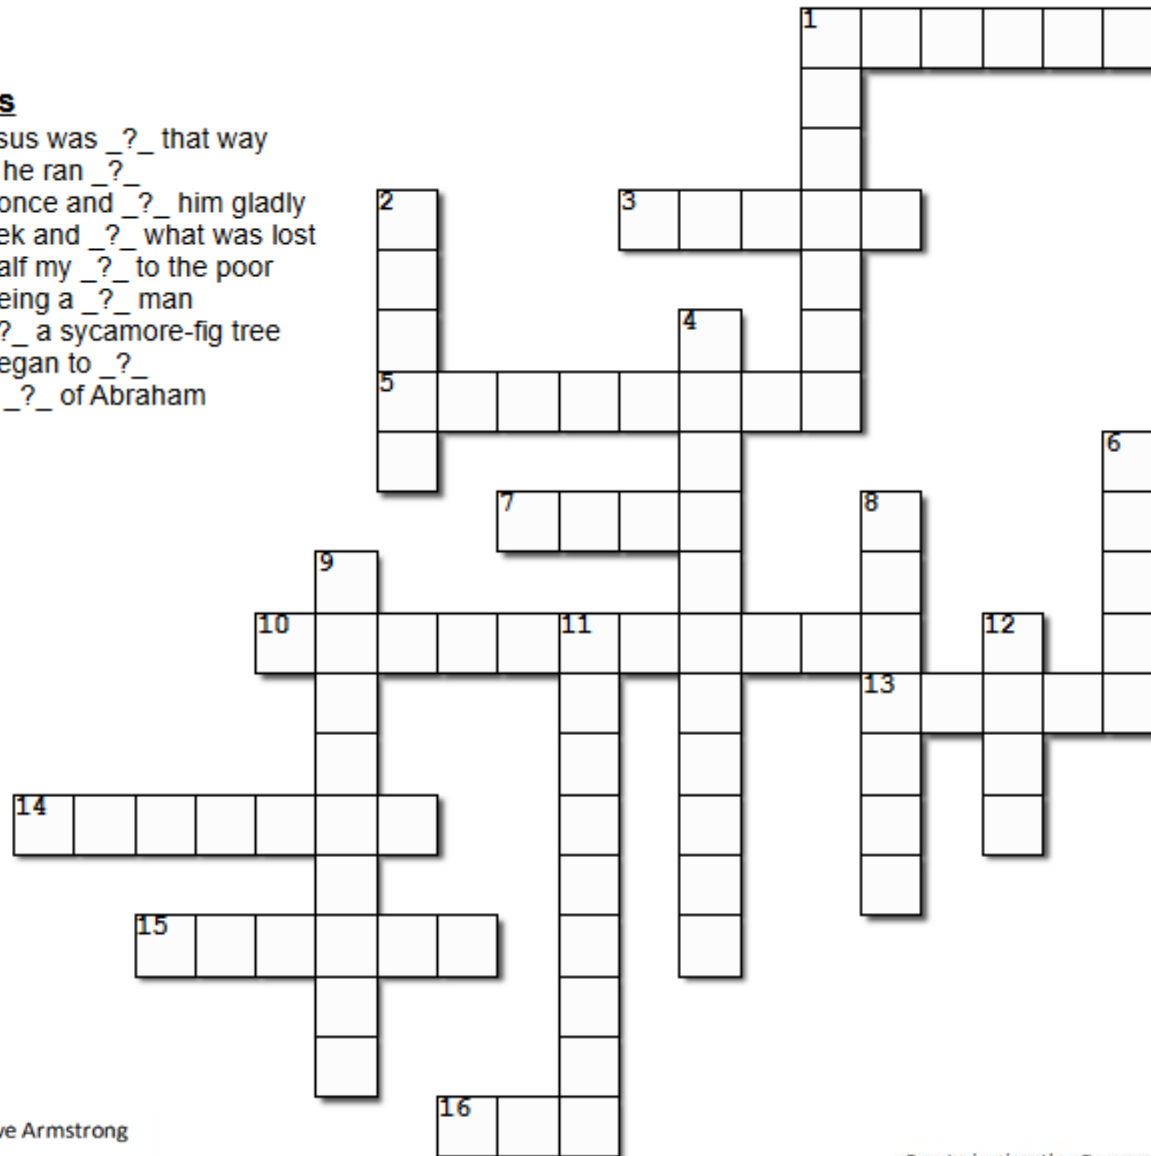 s
sus was _?_ that way
he ran _?_
once and _?_ him gladly
ek and _?_ what was lost
alf my _?_ to the poor
eing a _?_ man
?_ a sycamore-fig tree
egan to _?_
_?_ of Abraham
1
2
3
4
5
6
7
8
9
10
11
12
13
14
15
16
ve Armstrong